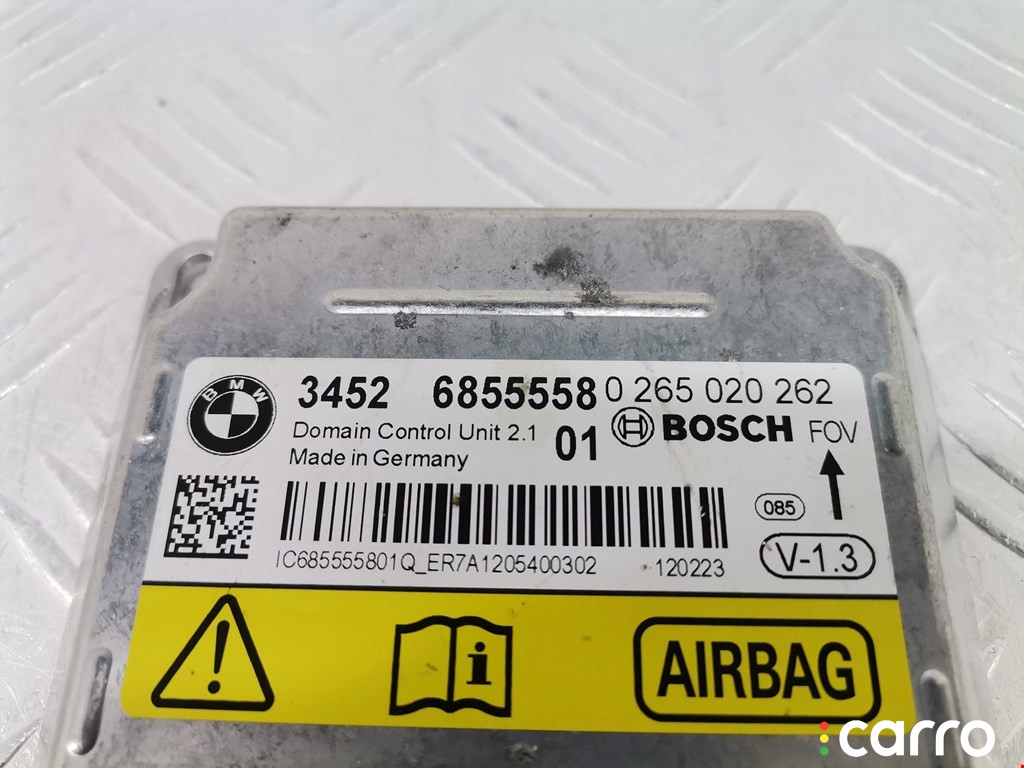 BMW
3452 6855558 0 265 020 262
Domain Control Unit 2.1 01 BOSCH FOV
Made in Germany
085
IC685555801Q_ER7A1205400302 120223 V-1.3
i AIRBAG
carro